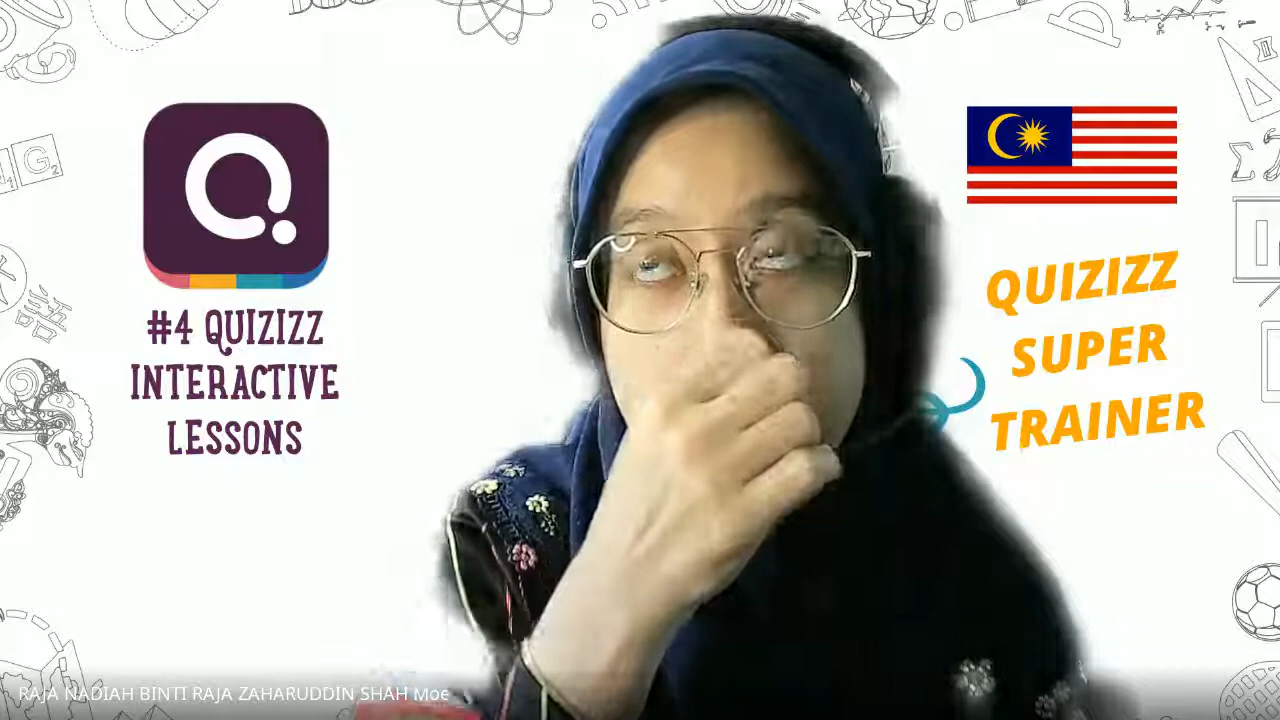 #4 QUIZIZZ
INTERACTIVE
LESSONS
QUIZIZZ
SUPER
TRAINER
RAJA NADIAH BINTI RAJA ZAHARUDDIN SHAH Moe